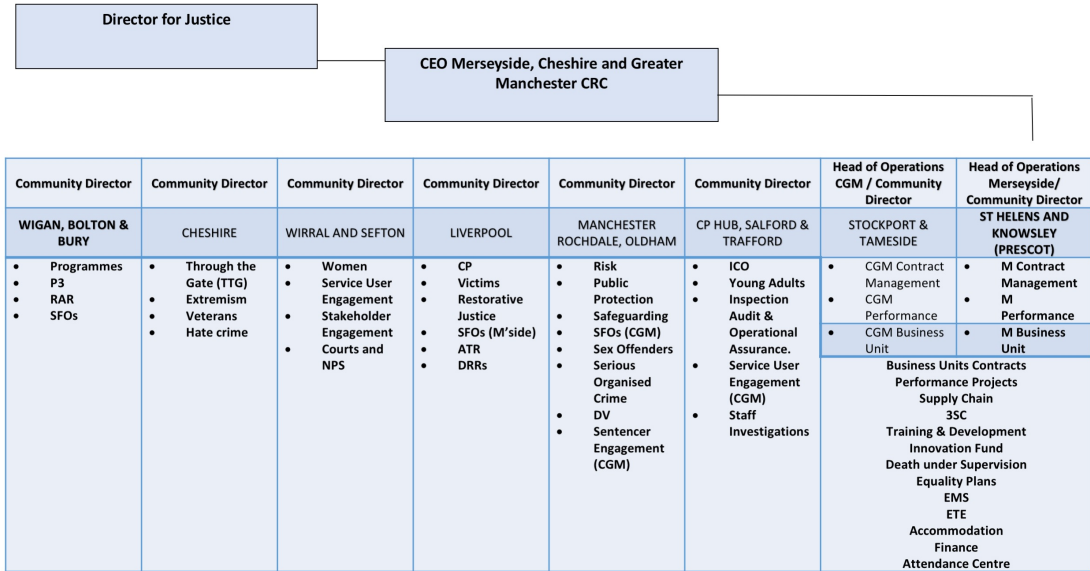 Director for Justice
CEO Merseyside, Cheshire and Greater
Manchester CRC
Community Director
Community Director
Community Director
Community Director
Community Director
Community Director
Head of Operations
CGM / Community
Director
Head of Operations
Merseyside/
Community Director
WIGAN, BOLTON &
BURY
CHESHIRE
WIRRAL AND SEFTON
LIVERPOOL
MANCHESTER
ROCHDALE, OLDHAM
CP HUB, SALFORD &
TRAFFORD
STOCKPORT &
TAMESIDE
ST HELENS AND
KNOWSLEY
(PRESCOT)
• Programmes
• P3
• RAR
• SFOs
• Through the
Gate (TTG)
• Extremism
• Veterans
• Hate crime
• Women
• Service User
Engagement
• Stakeholder
Engagement
• Courts and
NPS
• CP
• Victims
• Restorative
Justice
• SFOs (M'side)
• ATR
• DRRs
• Risk
• Public
Protection
• Safeguarding
• SFOs (CGM)
• Sex Offenders
• Serious
Organised
Crime
• DV
• Sentencer
Engagement
(CGM)
• ICO
• Young Adults
• Inspection
Audit &
Operational
Assurance.
• Service User
Engagement
(CGM)
• Staff
Investigations
• CGM Contract
Management
• CGM
Performance
• CGM Business
Unit
• M Contract
Management
• M
Performance
• M Business
Unit
Business Units Contracts
Performance Projects
Supply Chain
3SC
Training & Development
Innovation Fund
Death under Supervision
Equality Plans
EMS
ETE
Accommodation
Finance
Attendance Centre